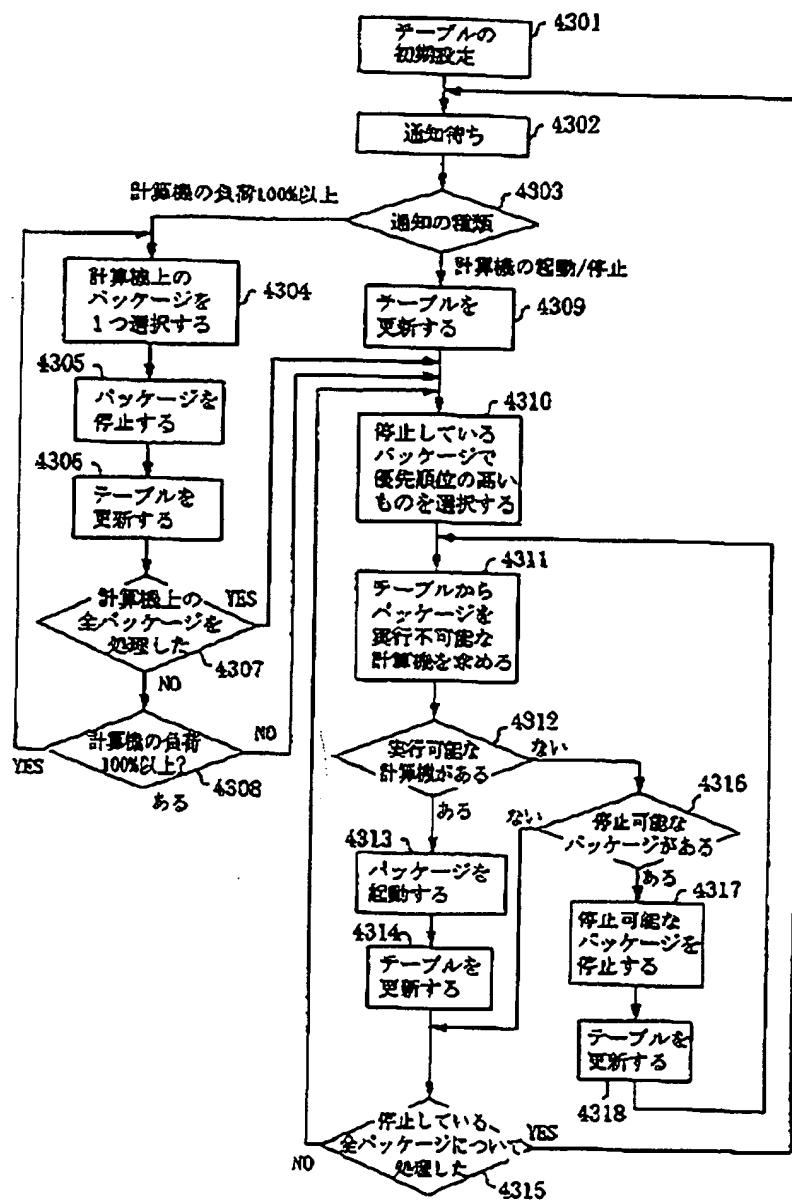 テーブルの
初期設定
4301
通知待ち
4302
計算機の負荷100%以上
4303
通知の種類
計算機の起動/停止
計算機上の
パッケージを
1つ選択する
4304
テーブルを
更新する
4309
4305
パッケージを
停止する
4310
停止している
パッケージで
優先順位の高い
ものを選択する
4306
テーブルを
更新する
4311
テーブルから
パッケージを
実行不可能な
計算機を求める
計算機上の
全パッケージを
処理した
YES
4307
NO
4312
実行可能な
計算機がある
ない
ある
計算機の負荷
100%以上?
NO
YES
4308
ある
4316
停止可能な
パッケージがある
ない
ある
4313
パッケージを
起動する
4317
停止可能な
パッケージを
停止する
4314
テーブルを
更新する
テーブルを
更新する
4318
停止している
全パッケージについて
処理した
YES
NO
4315